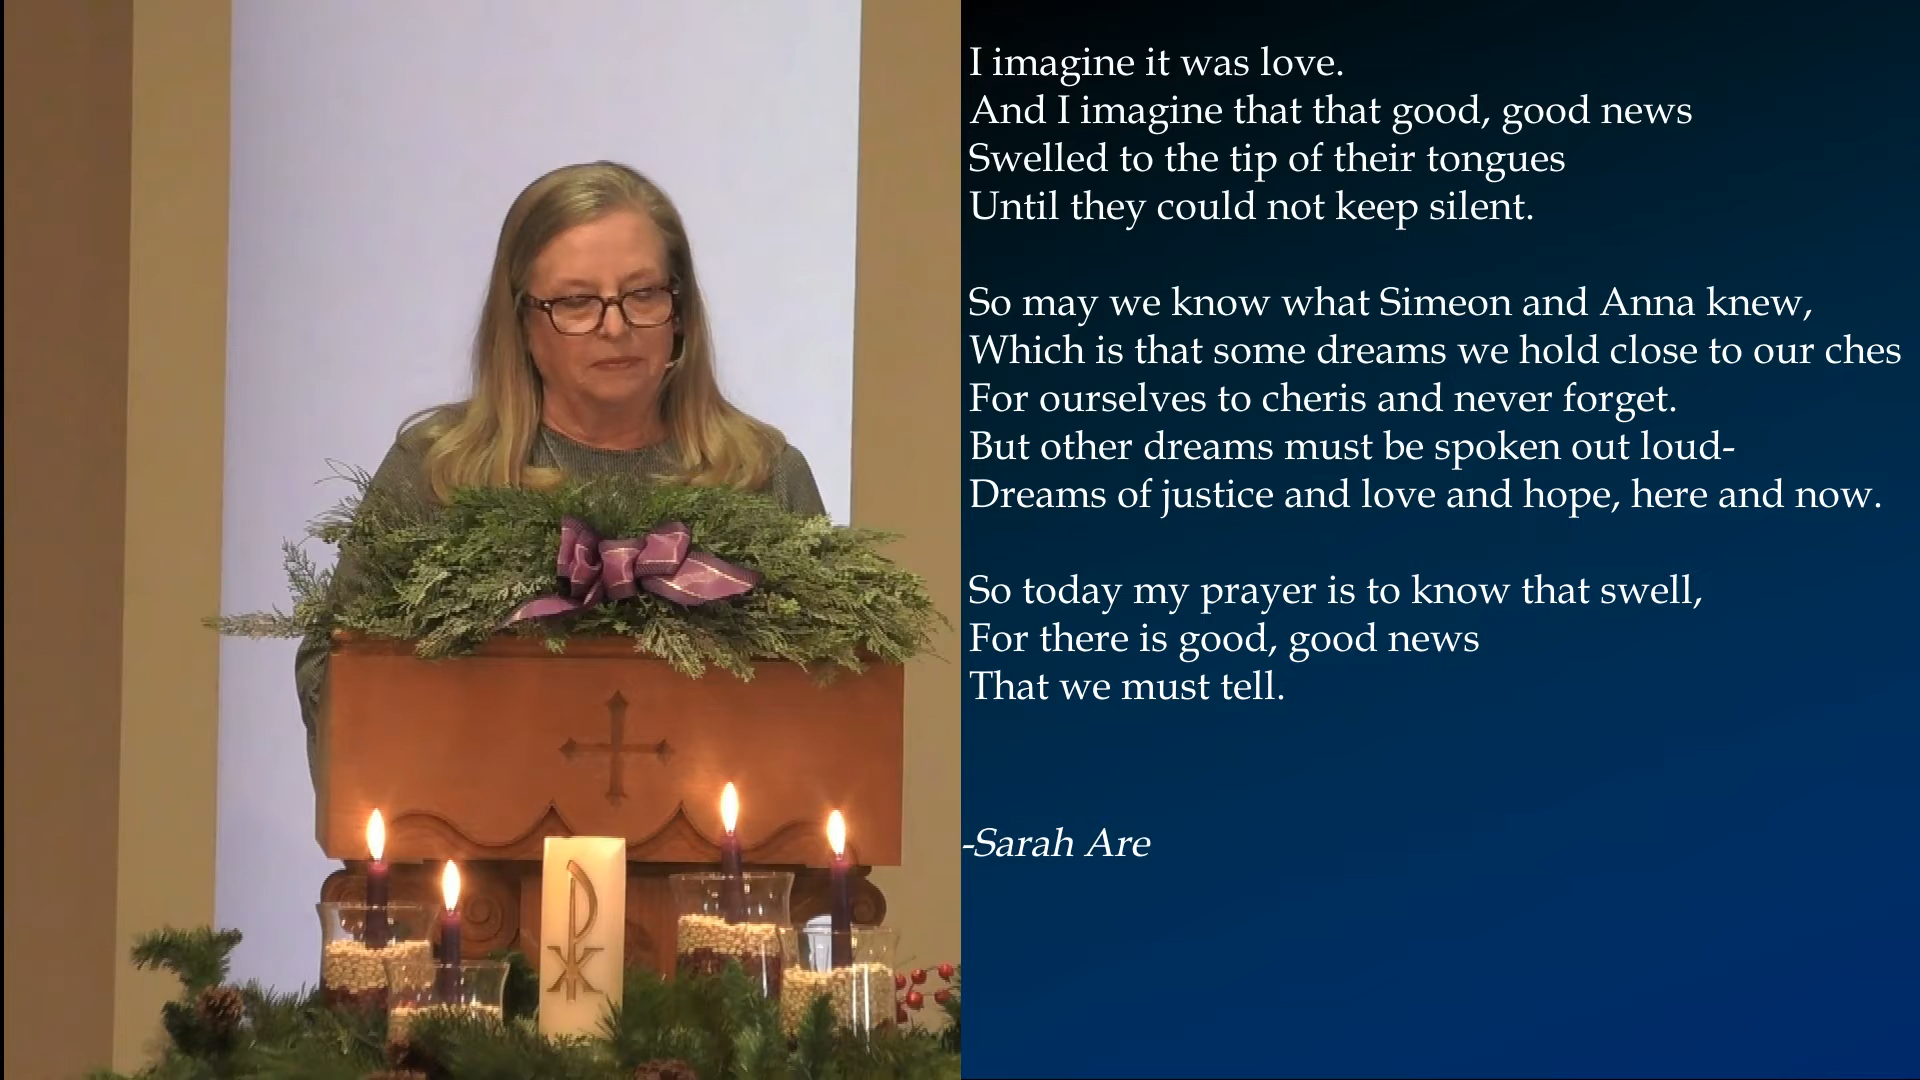 I imagine it was love.
And I imagine that that good, good news
Swelled to the tip of their tongues
Until they could not keep silent.
So may we know what Simeon and Anna knew,
Which is that some dreams we hold close to our ches
For ourselves to cheris and never forget.
But other dreams must be spoken out loud-
Dreams of justice and love and hope, here and now.
So today my prayer is to know that swell,
For there is good, good news
That we must tell.
-Sarah Are